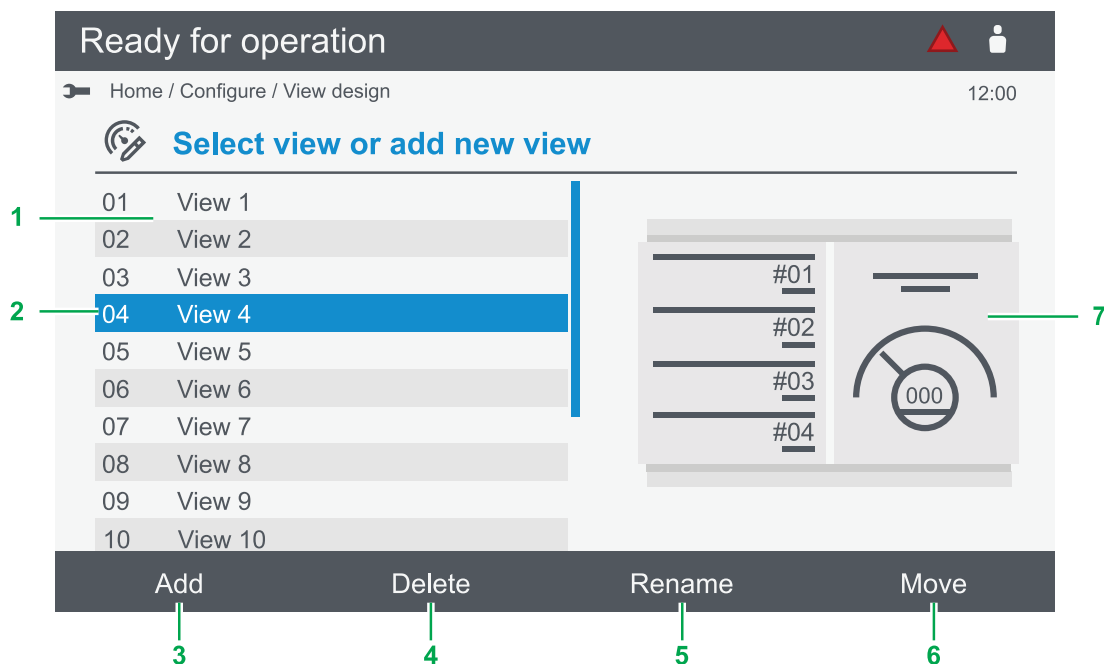 Ready for operation
Home / Configure / View design
12:00
Select view or add new view
01 View 1
02 View 2
03 View 3
04 View 4
05 View 5
06 View 6
07 View 7
08 View 8
09 View 9
10 View 10
#01
#02
#03
#04
000
Add Delete Rename Move
1
2
7
3 4 5 6